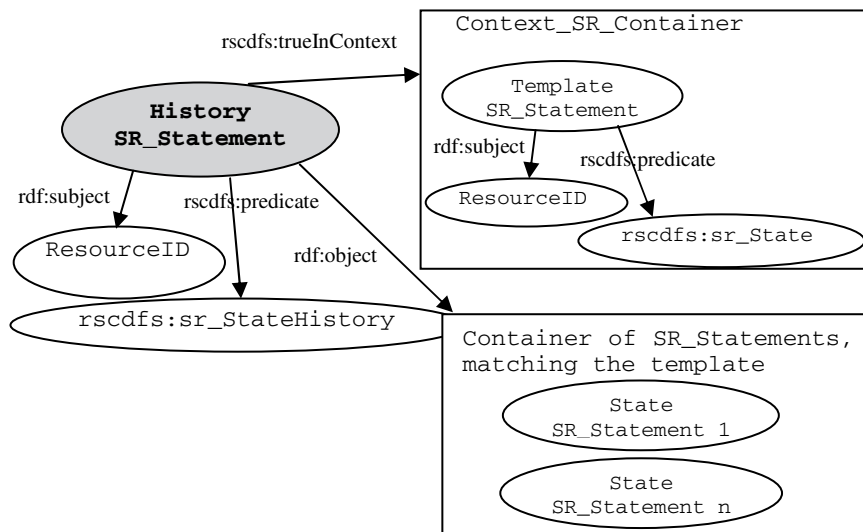 rscdfs:trueInContext
Context_SR_Container
History
SR_Statement
Template
SR_Statement
rdf:subject
rscdfs:predicate
ResourceID
rscdfs:sr_State
rdf:subject
rscdfs:predicate
rdf:object
ResourceID
rscdfs:sr_StateHistory
Container of SR_Statements,
matching the template
State
SR_Statement 1
State
SR_Statement n